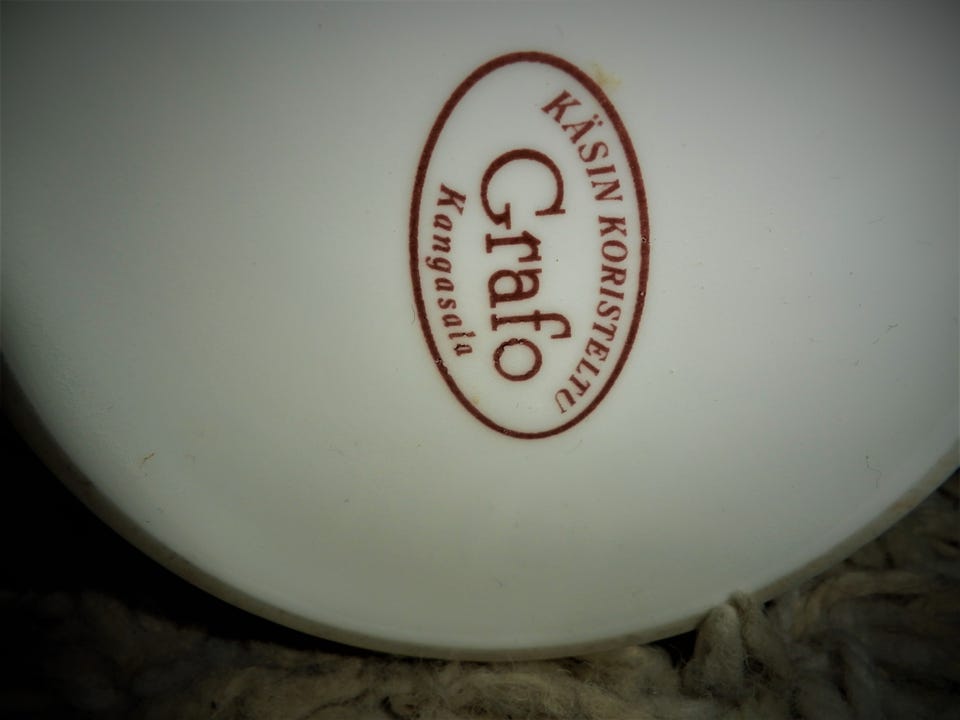 KÄSIN KORISTELTU
Grafo
Kangasala